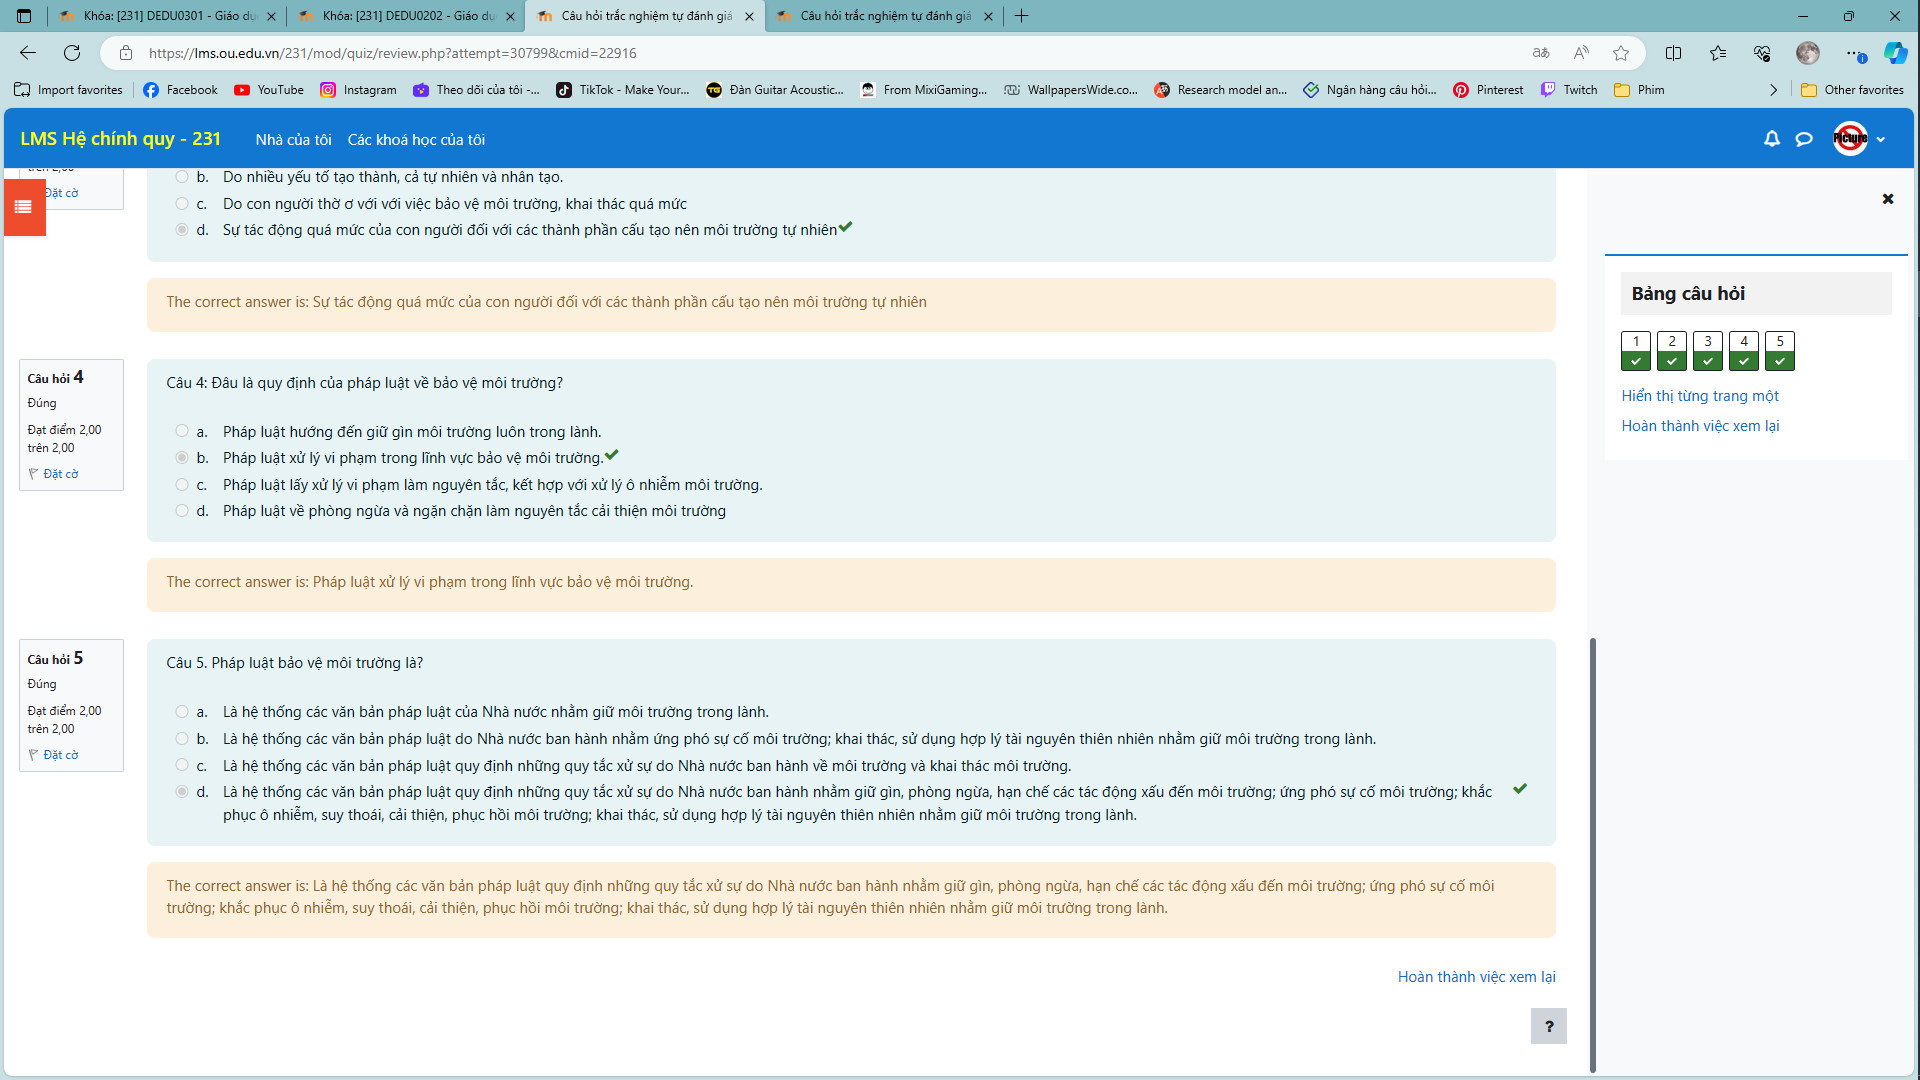 Khóa: [231] DEDU0301 - Giáo dụ
Khóa: [231] DEDU0202 - Giáo dụ
Câu hỏi trắc nghiệm tự đánh giá
Câu hỏi trắc nghiệm tự đánh giá
https://lms.ou.edu.vn/231/mod/quiz/review.php?attempt=30799&cmid=22916
Import favorites
Facebook
YouTube
Instagram
Theo dõi của tôi -...
TikTok - Make Your...
Đàn Guitar Acoustic...
From MixiGaming...
WallpapersWide.co...
Research model an...
Ngân hàng câu hỏi...
Pinterest
Twitch
Phim
Other favorites
LMS Hệ chính quy - 231
Nhà của tôi
Các khoá học của tôi
Picture
trên 2,00
Đặt cờ
b. Do nhiều yếu tố tạo thành, cả tự nhiên và nhân tạo.
c. Do con người thờ ơ với với việc bảo vệ môi trường, khai thác quá mức
d. Sự tác động quá mức của con người đối với các thành phần cấu tạo nên môi trường tự nhiên
The correct answer is: Sự tác động quá mức của con người đối với các thành phần cấu tạo nên môi trường tự nhiên
Câu hỏi 4
Đúng
Đạt điểm 2,00
trên 2,00
Đặt cờ
Câu 4: Đâu là quy định của pháp luật về bảo vệ môi trường?
a. Pháp luật hướng đến giữ gìn môi trường luôn trong lành.
b. Pháp luật xử lý vi phạm trong lĩnh vực bảo vệ môi trường.
c. Pháp luật lấy xử lý vi phạm làm nguyên tắc, kết hợp với xử lý ô nhiễm môi trường.
d. Pháp luật về phòng ngừa và ngặn chặn làm nguyên tắc cải thiện môi trường
The correct answer is: Pháp luật xử lý vi phạm trong lĩnh vực bảo vệ môi trường.
Câu hỏi 5
Đúng
Đạt điểm 2,00
trên 2,00
Đặt cờ
Câu 5. Pháp luật bảo vệ môi trường là?
a. Là hệ thống các văn bản pháp luật của Nhà nước nhằm giữ môi trường trong lành.
b. Là hệ thống các văn bản pháp luật do Nhà nước ban hành nhằm ứng phó sự cố môi trường; khai thác, sử dụng hợp lý tài nguyên thiên nhiên nhằm giữ môi trường trong lành.
c. Là hệ thống các văn bản pháp luật quy định những quy tắc xử sự do Nhà nước ban hành về môi trường và khai thác môi trường.
d. Là hệ thống các văn bản pháp luật quy định những quy tắc xử sự do Nhà nước ban hành nhằm giữ gìn, phòng ngừa, hạn chế các tác động xấu đến môi trường; ứng phó sự cố môi trường; khắc
phục ô nhiễm, suy thoái, cải thiện, phục hồi môi trường; khai thác, sử dụng hợp lý tài nguyên thiên nhiên nhằm giữ môi trường trong lành.
The correct answer is: Là hệ thống các văn bản pháp luật quy định những quy tắc xử sự do Nhà nước ban hành nhằm giữ gìn, phòng ngừa, hạn chế các tác động xấu đến môi trường; ứng phó sự cố môi
trường; khắc phục ô nhiễm, suy thoái, cải thiện, phục hồi môi trường; khai thác, sử dụng hợp lý tài nguyên thiên nhiên nhằm giữ môi trường trong lành.
Hoàn thành việc xem lại
?
Bảng câu hỏi
1 2 3 4 5
Hiển thị từng trang một
Hoàn thành việc xem lại